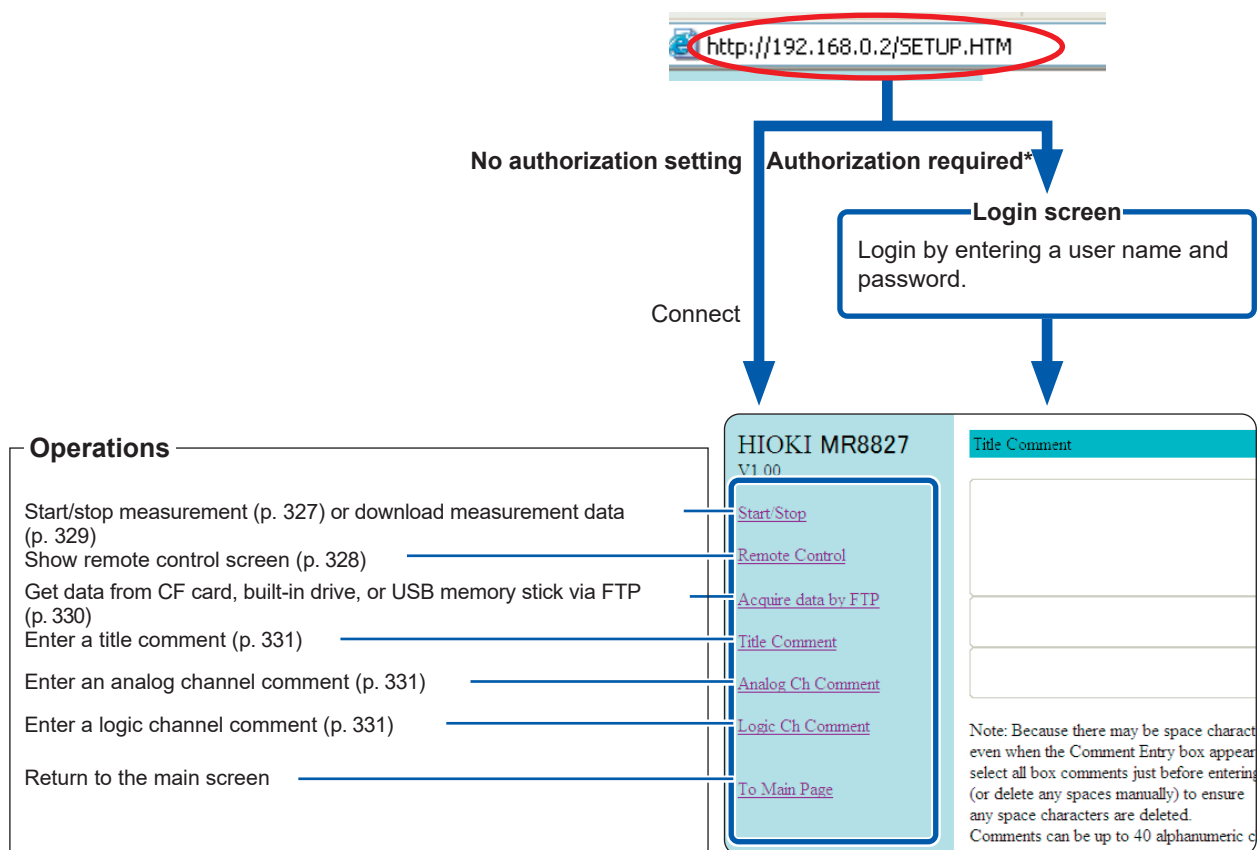 http://192.168.0.2/SETUP.HTM
No authorization setting
Authorization required*
Login screen
Login by entering a user name and
password.
Connect
Operations
Start/stop measurement (p. 327) or download measurement data
(p. 329)
Show remote control screen (p. 328)
Get data from CF card, built-in drive, or USB memory stick via FTP
(p. 330)
Enter a title comment (p. 331)
Enter an analog channel comment (p. 331)
Enter a logic channel comment (p. 331)
Return to the main screen
HIOKI MR8827
V1.00
Start/Stop
Remote Control
Acquire data by FTP
Title Comment
Analog Ch Comment
Logic Ch Comment
To Main Page
Title Comment
Note: Because there may be space charact
even when the Comment Entry box appear
select all box comments just before entering
(or delete any spaces manually) to ensure
any space characters are deleted.
Comments can be up to 40 alphanumeric c